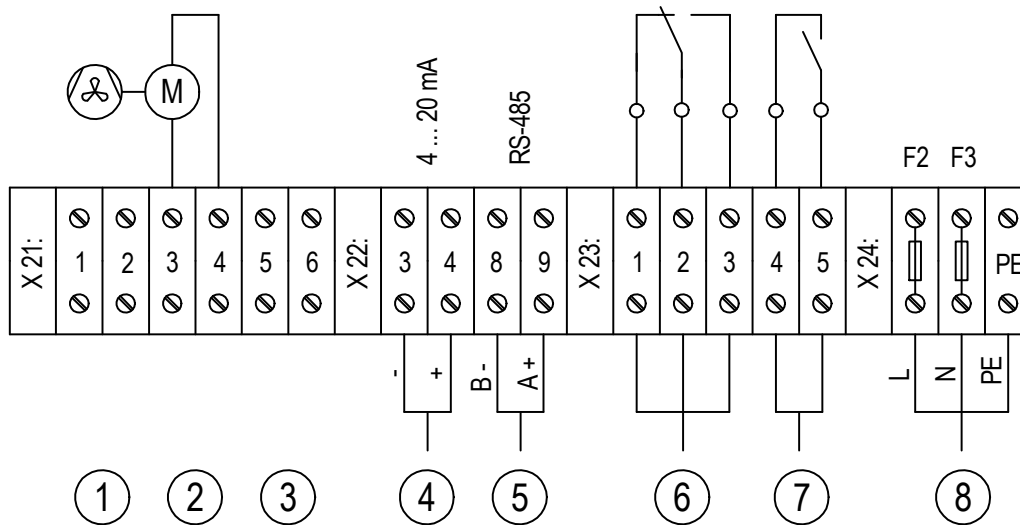 M
4 ... 20 mA
RS-485
F2 F3
X 21: 1 2 3 4 5 6 X 22: 3 4 8 9 X 23: 1 2 3 4 5 X 24: PE
- + B - A + L N PE
1 2 3 4 5 6 7 8